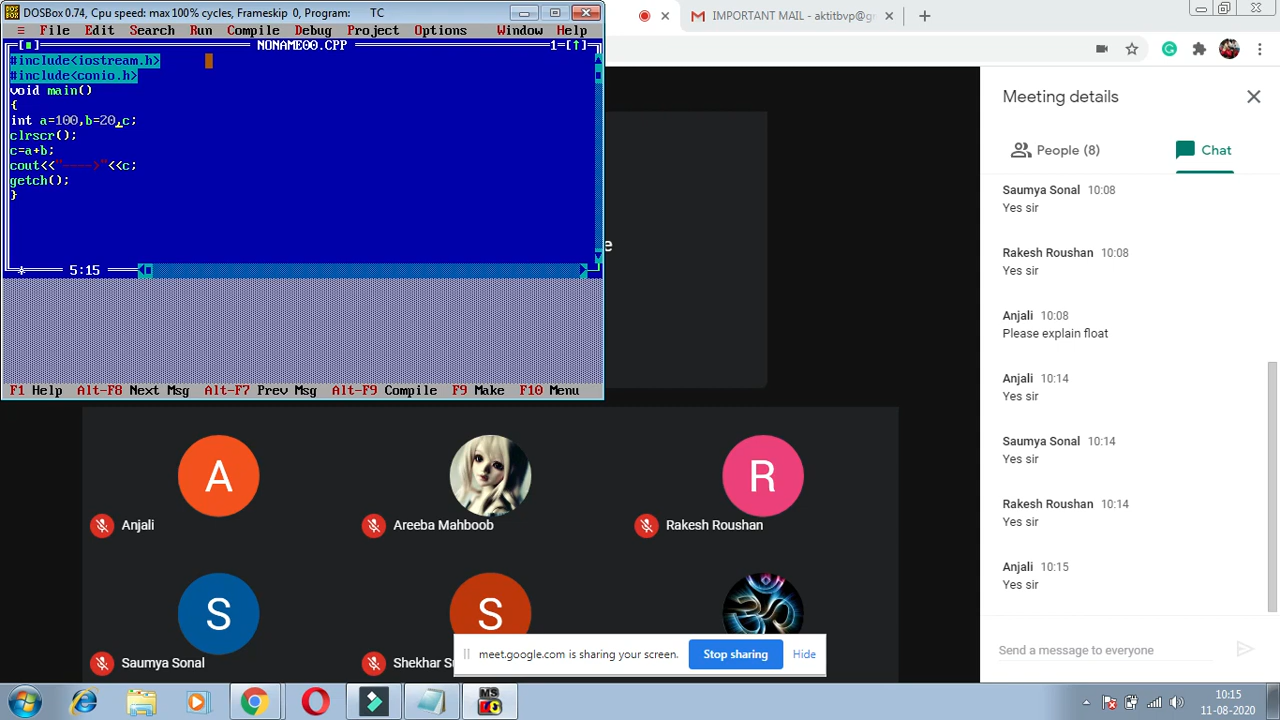 DOSBox 0.74, Cpu speed: max 100% cycles, Frameskip 0, Program: TC
File Edit Search Run Compile Debug Project Options Window Help
NONAME00.CPP
1=[↑]
#include<iostream.h>
#include<conio.h>
void main()
{
int a=100,b=20,c;
clrscr();
c=a+b;
cout<<"---->"<<c;
getch();
}
5:15
F1 Help Alt-F8 Next Msg Alt-F7 Prev Msg Alt-F9 Compile F9 Make F10 Menu
IMPORTANT MAIL - aktitbvp@gr
e
A
Anjali
Areeba Mahboob
R
Rakesh Roushan
S
Saumya Sonal
S
Shekhar S
meet.google.com is sharing your screen.
Stop sharing
Hide
Meeting details
People (8)
Chat
Saumya Sonal 10:08
Yes sir
Rakesh Roushan 10:08
Yes sir
Anjali 10:08
Please explain float
Anjali 10:14
Yes sir
Saumya Sonal 10:14
Yes sir
Rakesh Roushan 10:14
Yes sir
Anjali 10:15
Yes sir
Send a message to everyone
MS
10:15
11-08-2020